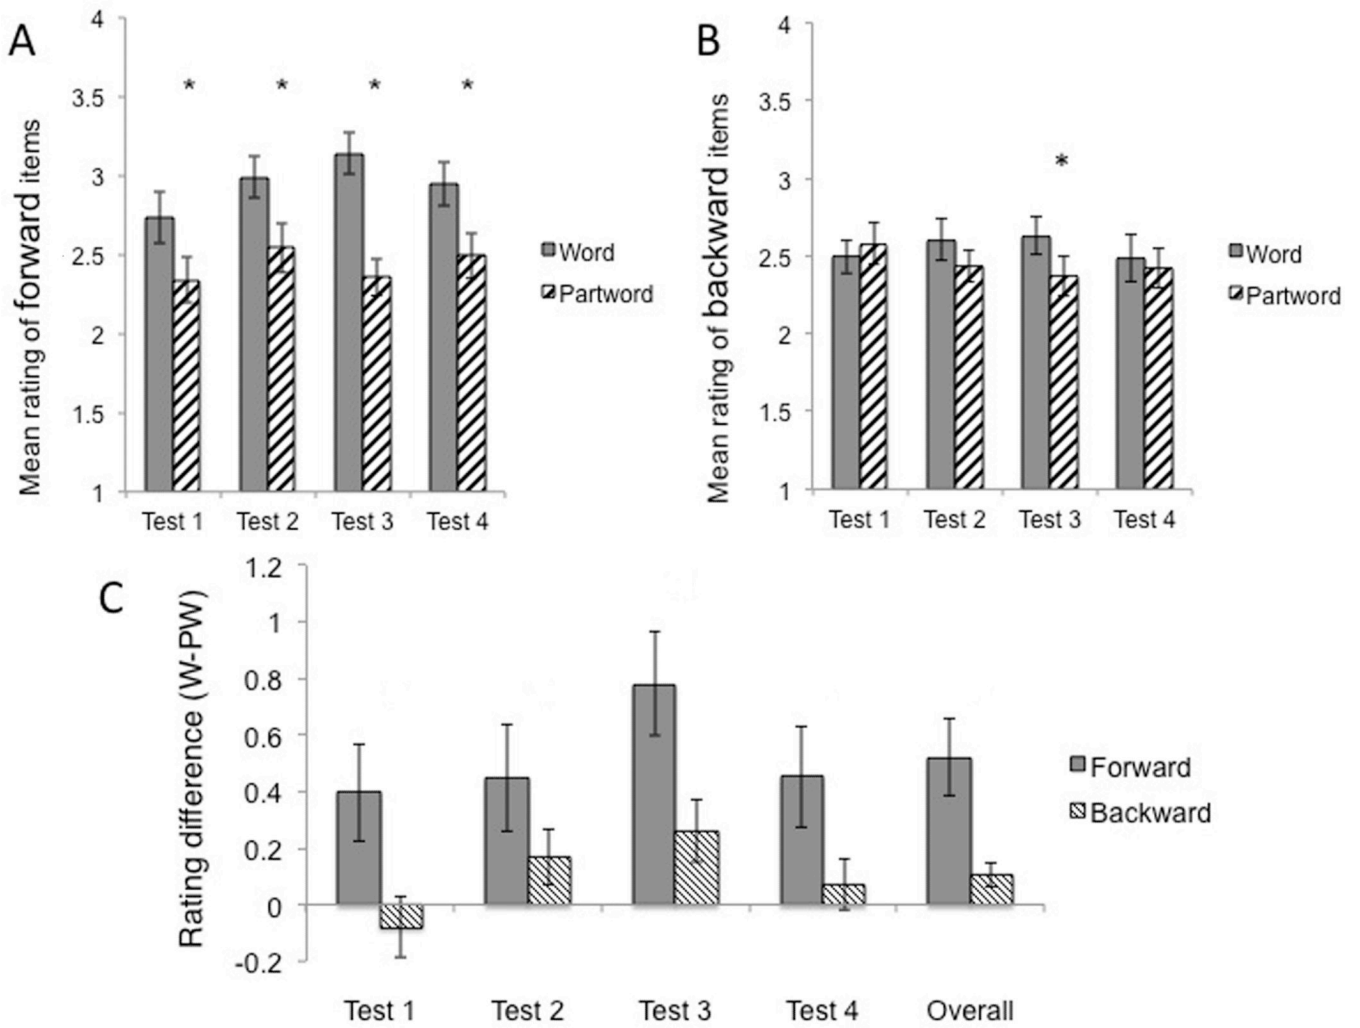 A
Mean rating of forward items
4
3.5
3
2.5
2
1.5
1
* * * *
Test 1 Test 2 Test 3 Test 4
Word
Partword
B
Mean rating of backward items
4
3.5
3
2.5
2
1.5
1
*
Test 1 Test 2 Test 3 Test 4
Word
Partword
C
Rating difference (W-PW)
1.2
1
0.8
0.6
0.4
0.2
0
-0.2
Test 1 Test 2 Test 3 Test 4 Overall
Forward
Backward